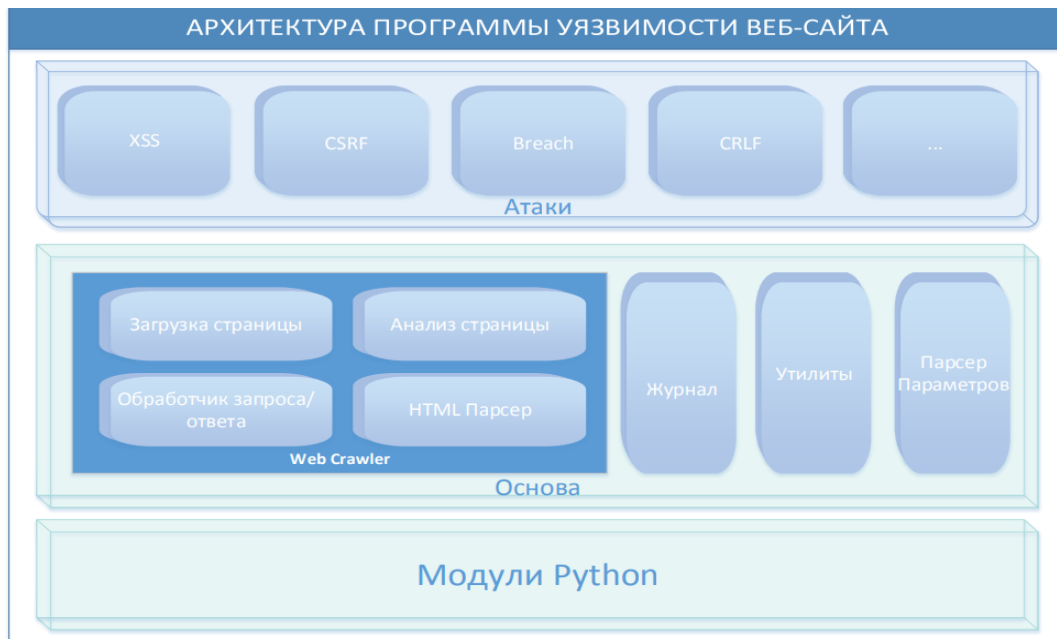 АРХИТЕКТУРА ПРОГРАММЫ УЯЗВИМОСТИ ВЕБ-САЙТА
XSS
CSRF
Breach
CRLF
...
Атаки
Загрузка страницы
Анализ страницы
Обработчик запроса/
ответа
HTML Парсер
Web Crawler
Журнал
Утилиты
Парсер
Параметров
Основа
Модули Python